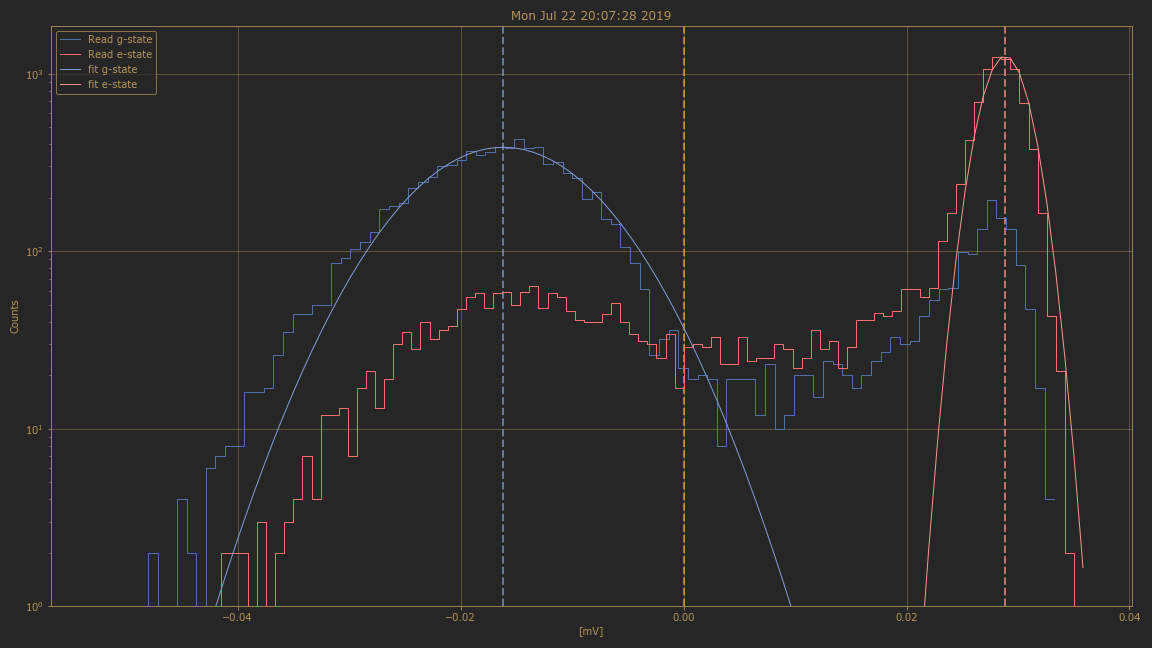 Mon Jul 22 20:07:28 2019
Read g-state
Read e-state
fit g-state
fit e-state
10³
10²
10¹
10⁰
Counts
−0.04
−0.02
0.00
0.02
0.04
[mV]